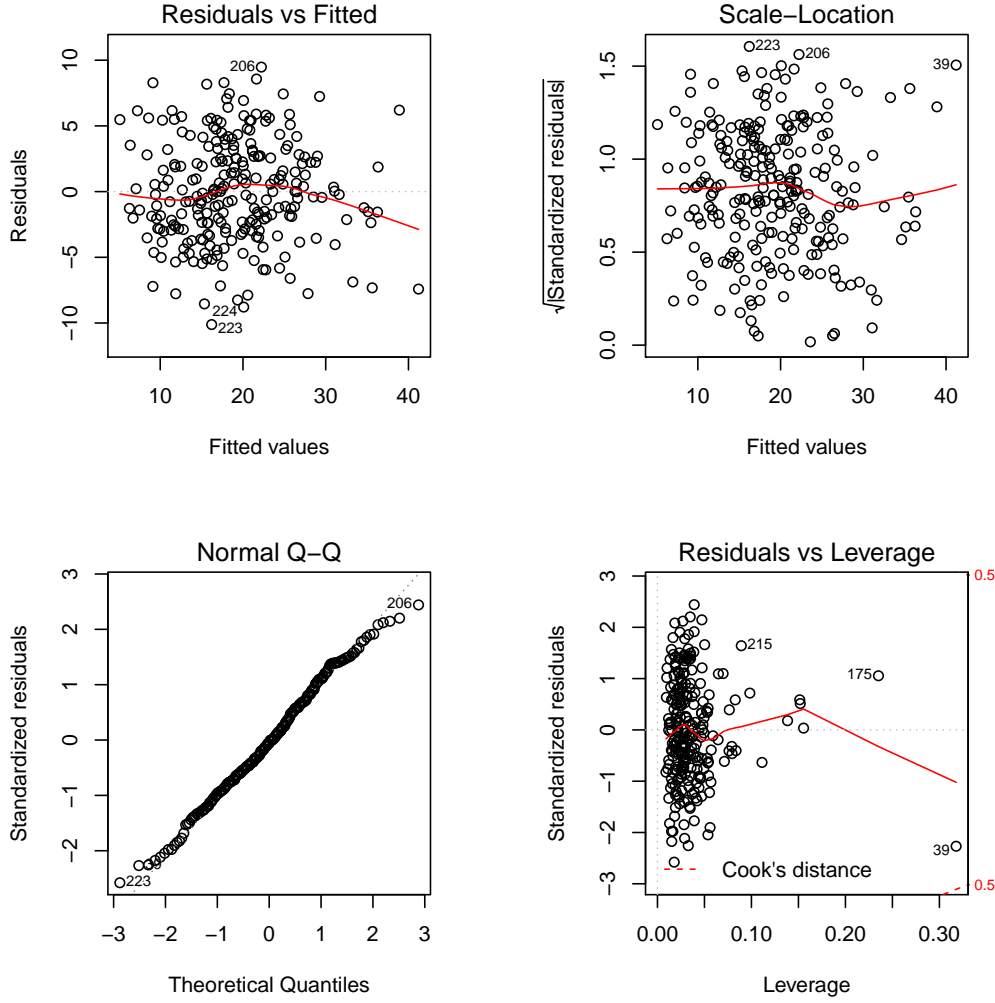 Residuals vs Fitted
Residuals
10
5
0
−5
−10
206
224
223
10 20 30 40
Fitted values
Scale−Location
√|Standardized residuals|
1.5
1.0
0.5
0.0
223
206
39
10 20 30 40
Fitted values
Normal Q−Q
Standardized residuals
3
2
1
0
−1
−2
206
223
−3 −2 −1 0 1 2 3
Theoretical Quantiles
Residuals vs Leverage
Standardized residuals
3
2
1
0
−1
−2
−3
0.5
215
175
39
Cook's distance
0.5
0.00 0.10 0.20 0.30
Leverage